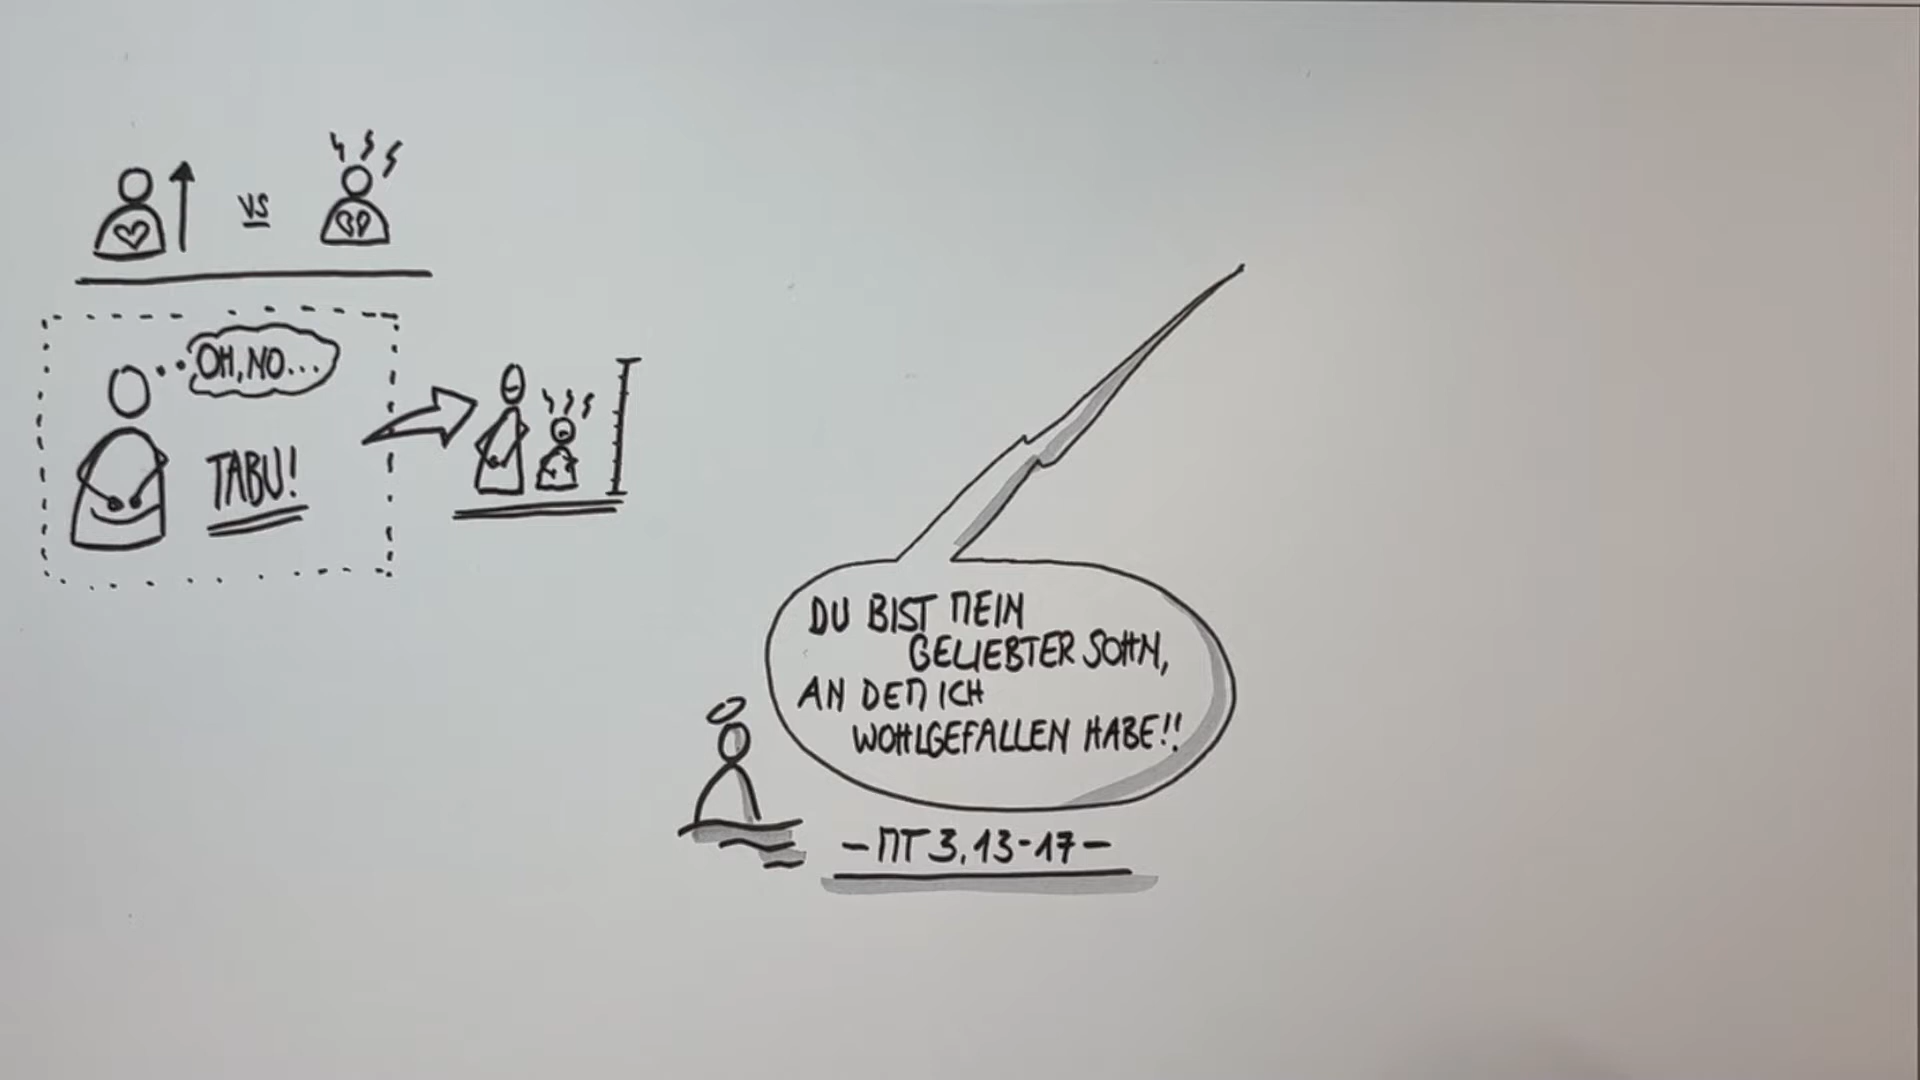 VS
OH, NO...
TABU!
DU BIST MEIN
GELIEBTER SOHN,
AN DEM ICH
WOHLGEFALLEN HABE!!
- MT 3,13-17 -